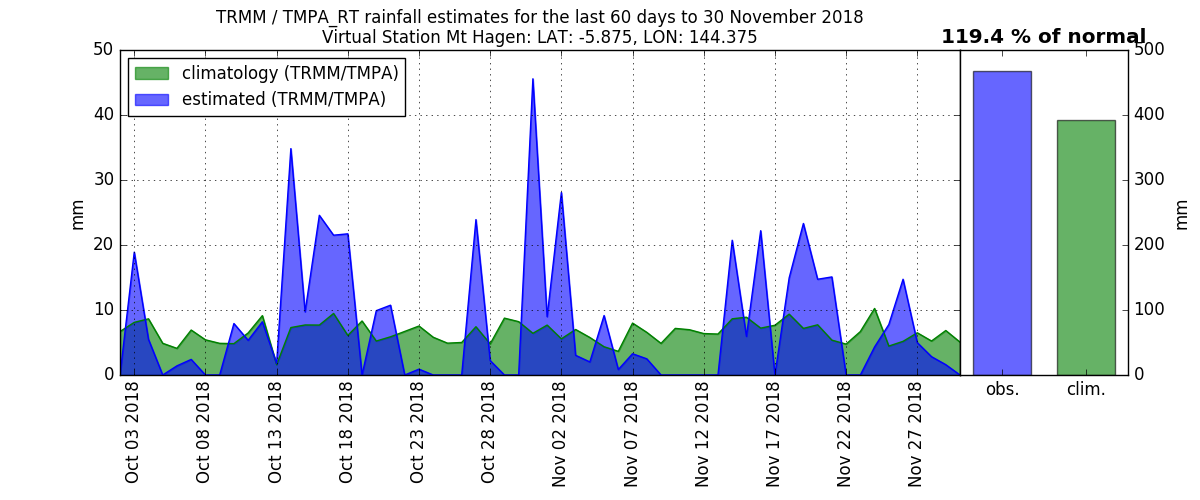 TRMM / TMPA_RT rainfall estimates for the last 60 days to 30 November 2018
Virtual Station Mt Hagen: LAT: -5.875, LON: 144.375
119.4 % of normal
climatology (TRMM/TMPA)
estimated (TRMM/TMPA)
50
40
30
20
10
0
mm
500
400
300
200
100
0
mm
Oct 03 2018
Oct 08 2018
Oct 13 2018
Oct 18 2018
Oct 23 2018
Oct 28 2018
Nov 02 2018
Nov 07 2018
Nov 12 2018
Nov 17 2018
Nov 22 2018
Nov 27 2018
obs.
clim.